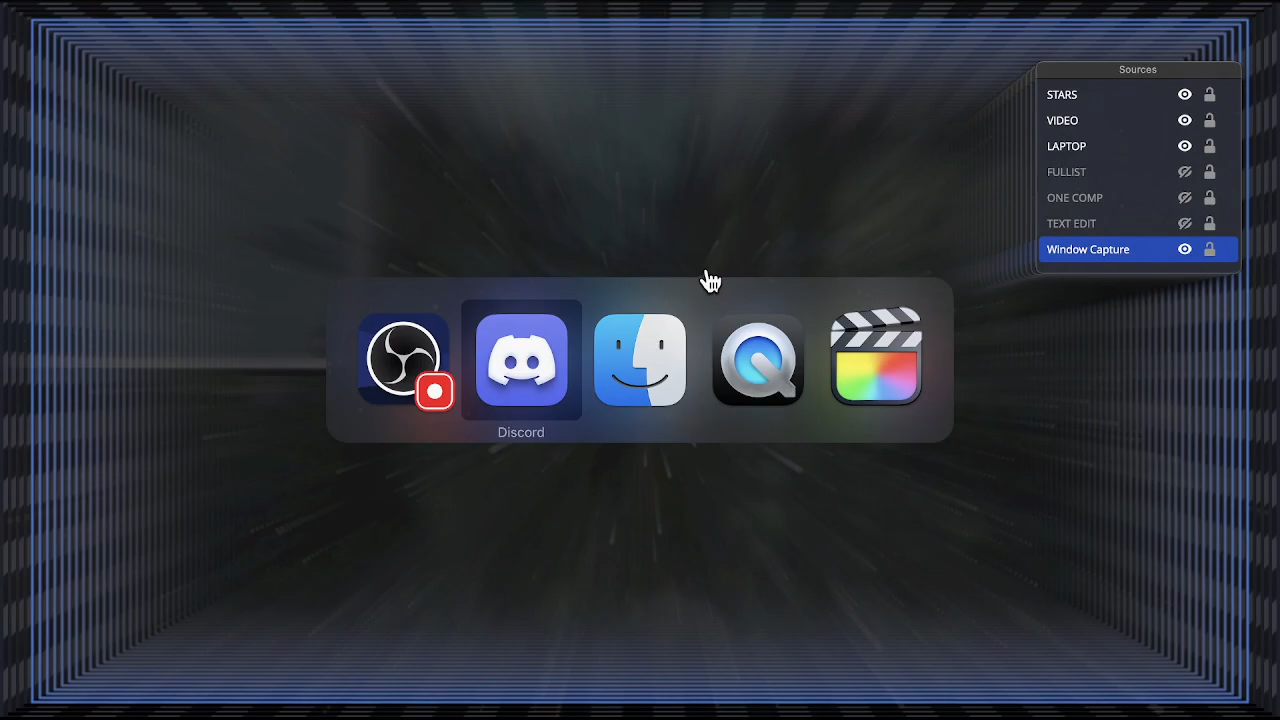 Sources
STARS
VIDEO
LAPTOP
FULLIST
ONE COMP
TEXT EDIT
Window Capture
Discord